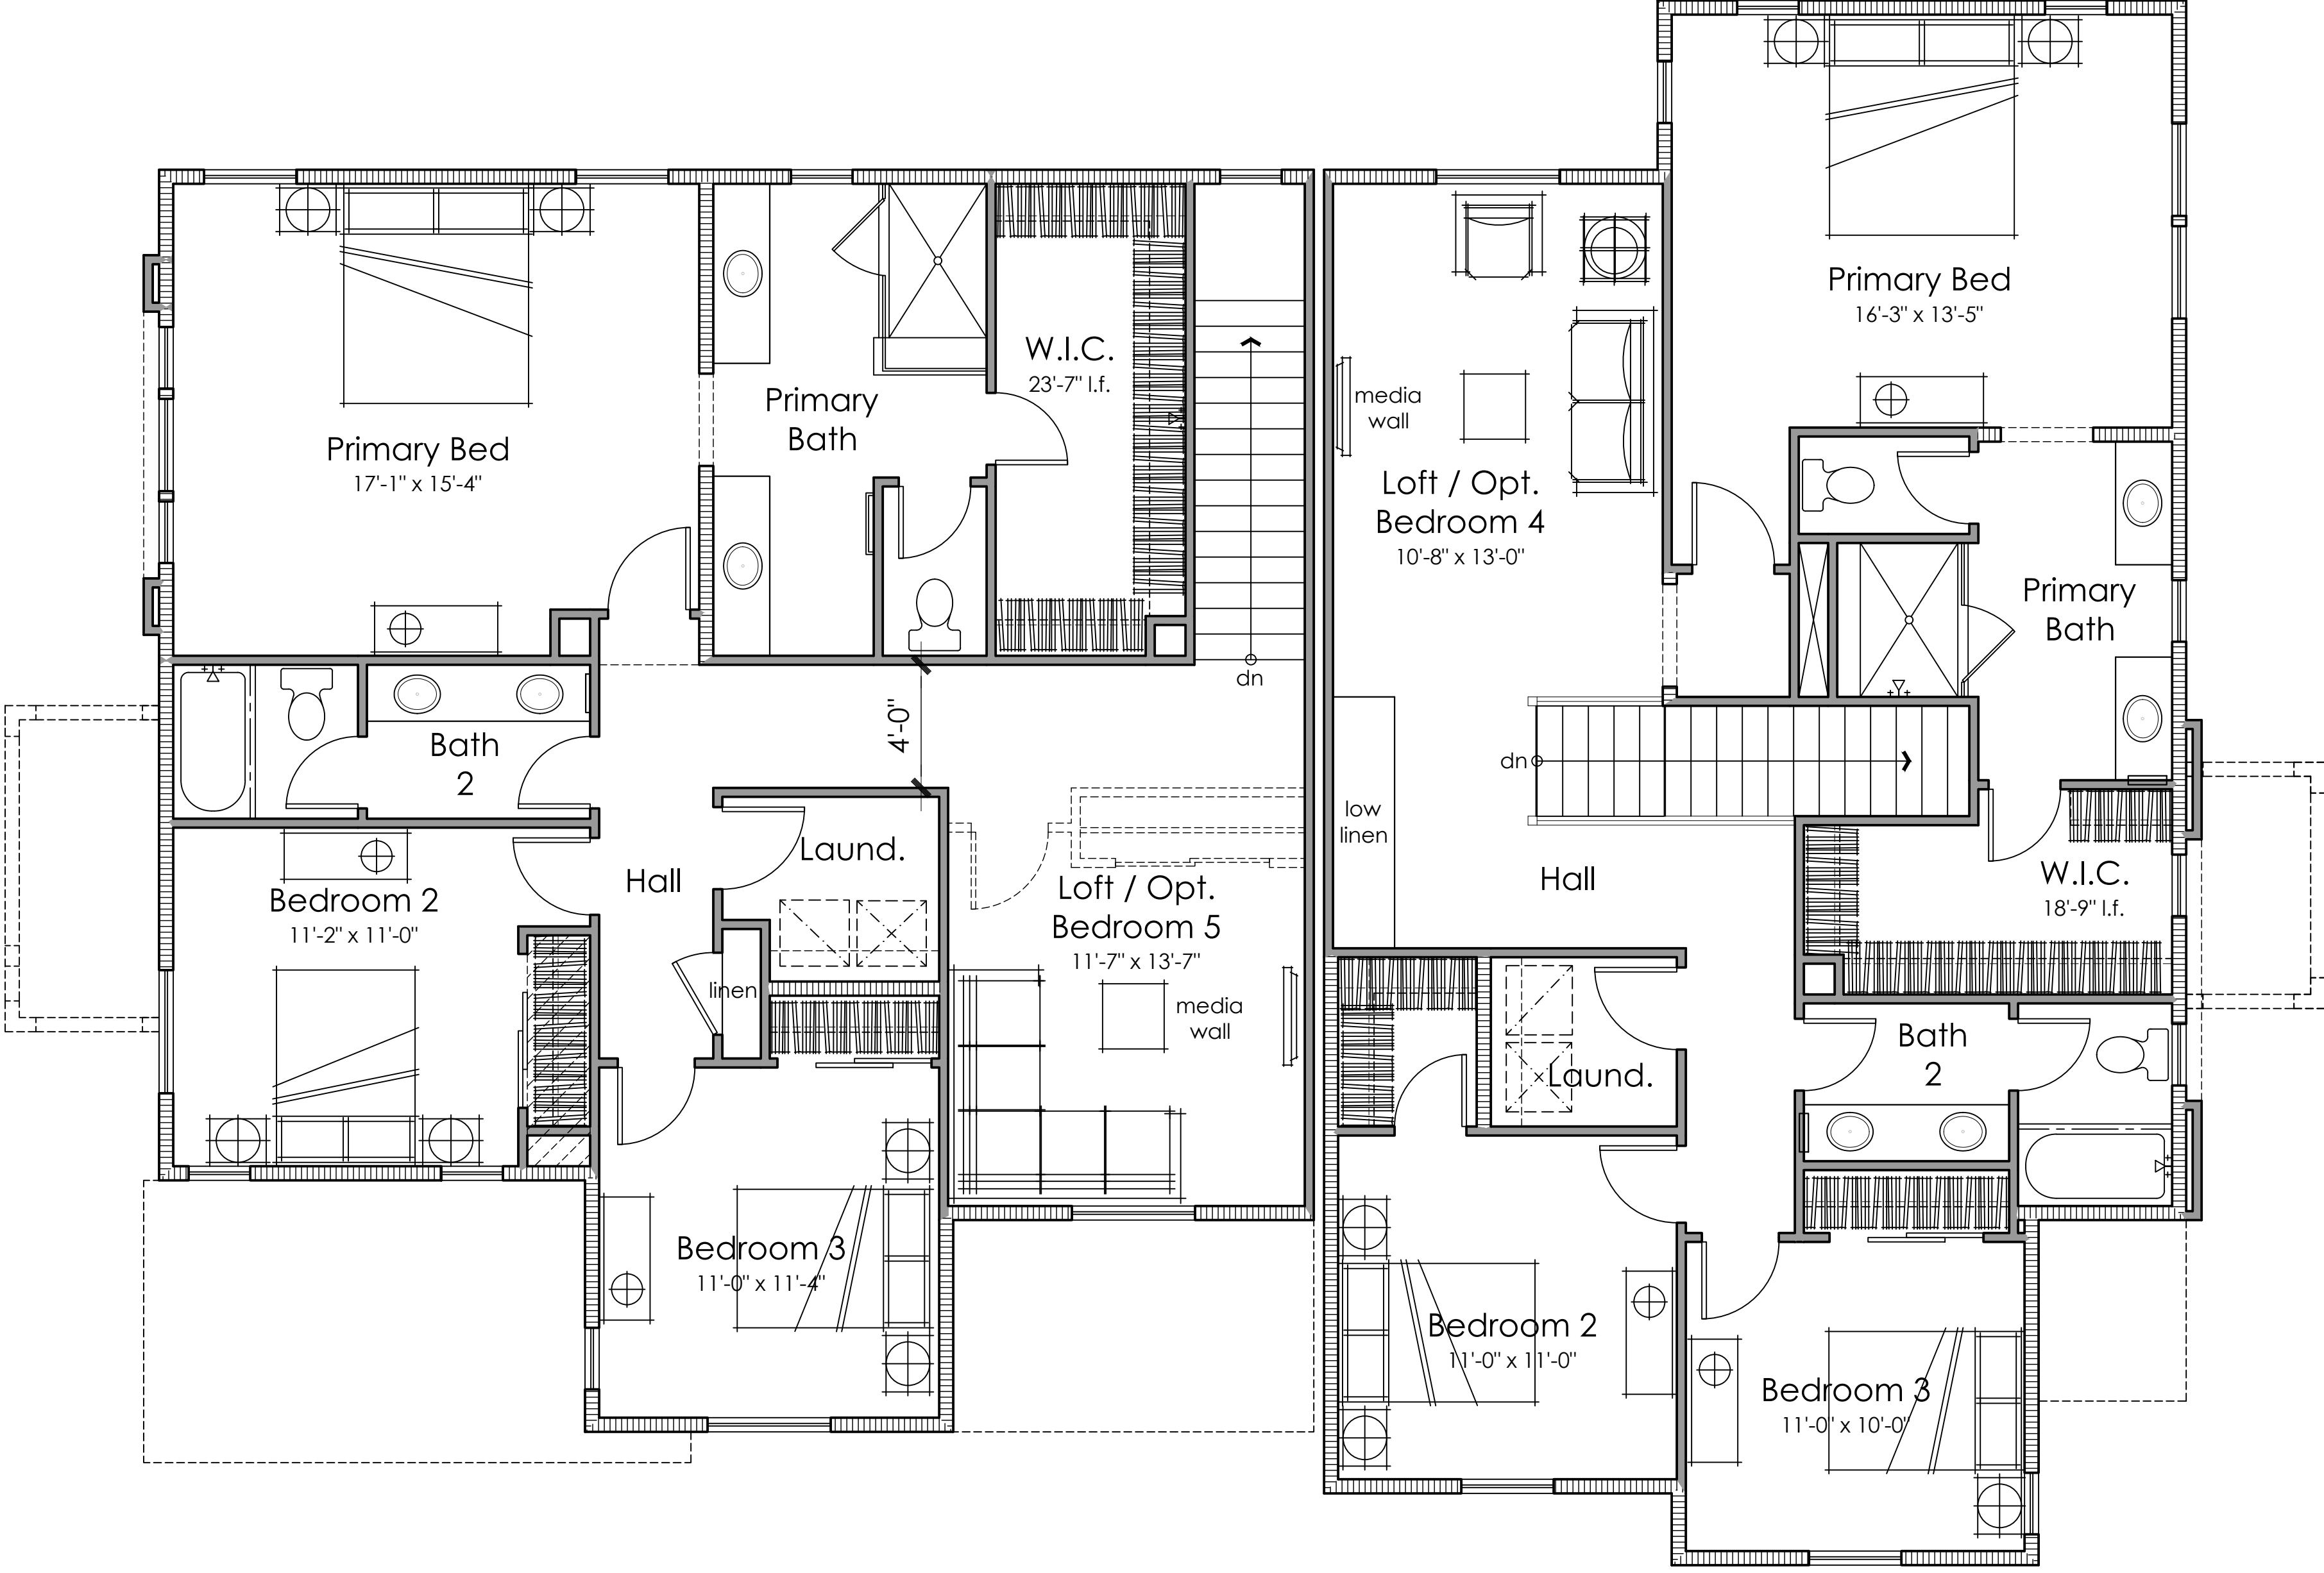 Primary Bed
17'-1" x 15'-4"
Primary
Bath
W.I.C.
23'-7" l.f.
dn
Bath
2
4'-0"
Bedroom 2
11'-2" x 11'-0"
Hall
Laund.
linen
Loft / Opt.
Bedroom 5
11'-7" x 13'-7"
media
wall
Bedroom 3
11'-0" x 11'-4"
Primary Bed
16'-3" x 13'-5"
media
wall
Loft / Opt.
Bedroom 4
10'-8" x 13'-0"
Primary
Bath
dn
low
linen
Hall
W.I.C.
18'-9" l.f.
Bath
2
Laund.
Bedroom 2
11'-0" x 11'-0"
Bedroom 3
11'-0" x 10'-0"